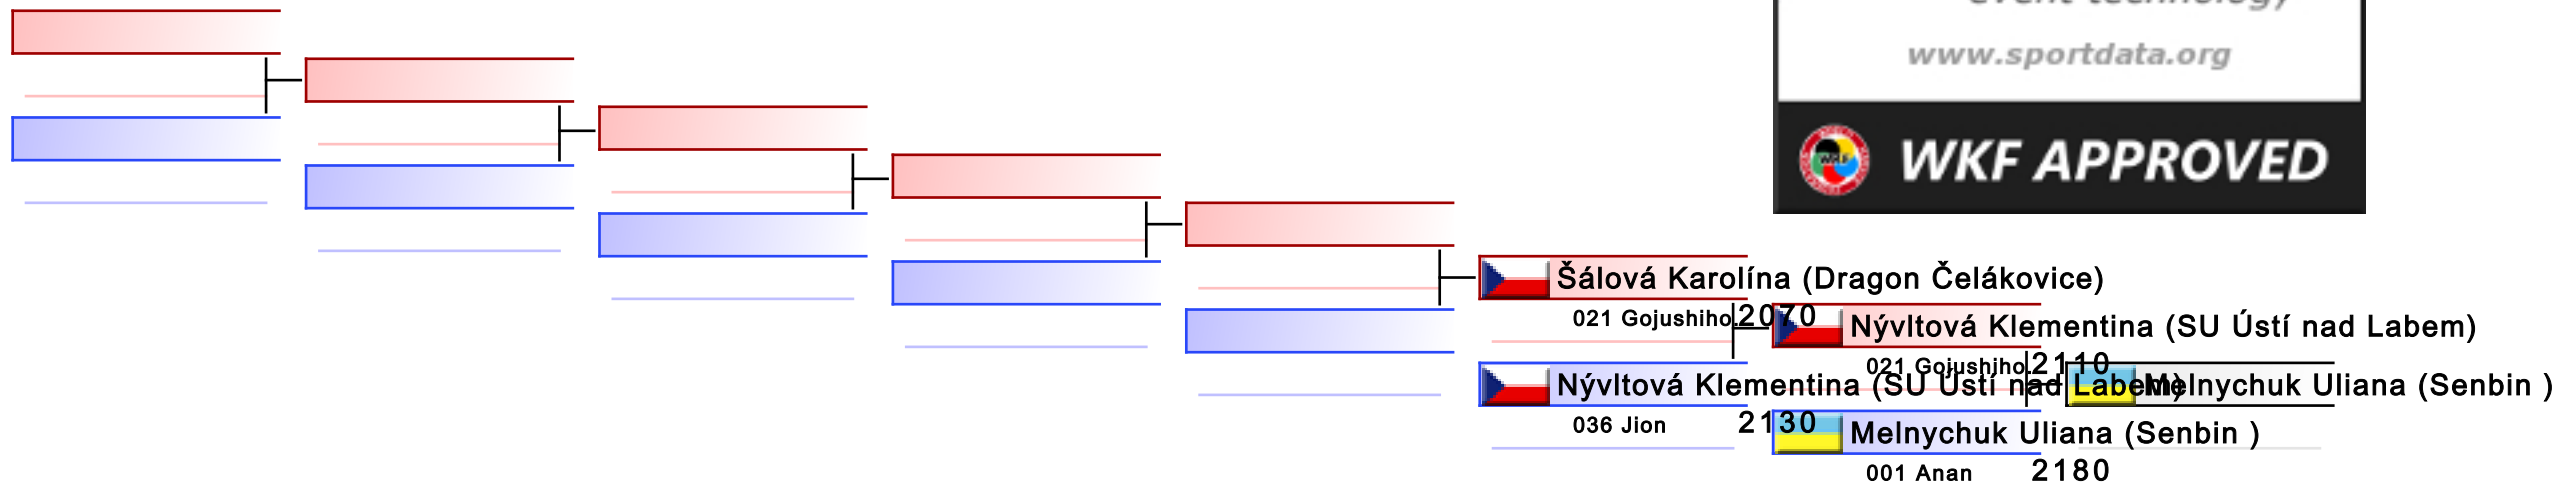 event technology
www.sportdata.org
WKF APPROVED
Šálová Karolína (Dragon Čelákovice)
021 Gojushiho. 2070
Nývltová Klementina (SU Ústí nad Labem)
021 Gojushiho. 2110
Nývltová Klementina (SU Ústí nad Labem)
Melnychuk Uliana (Senbin )
036 Jion 2130
Melnychuk Uliana (Senbin )
001 Anan 2180